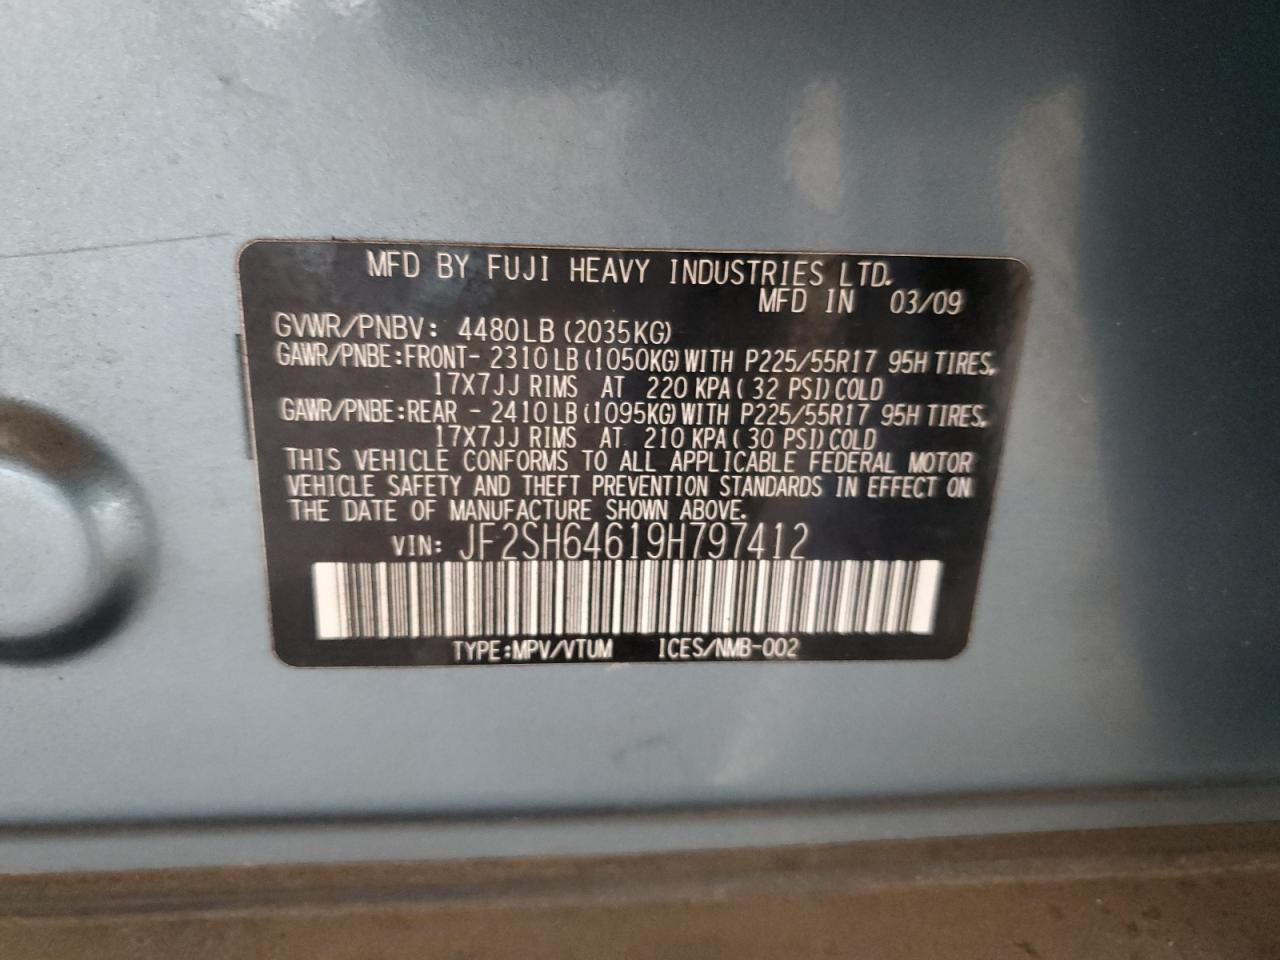 MFD BY FUJI HEAVY INDUSTRIES LTD.
MFD IN 03/09
GVWR/PNBV: 4480LB (2035KG)
GAWR/PNBE:FRONT- 2310LB(1050KG)WITH P225/55R17 95H TIRES,
17X7JJ RIMS AT 220 KPA( 32 PSI)COLD
GAWR/PNBE:REAR - 2410LB(1095KG)WITH P225/55R17 95H TIRES,
17X7JJ RIMS AT 210 KPA( 30 PSI)COLD
THIS VEHICLE CONFORMS TO ALL APPLICABLE FEDERAL MOTOR
VEHICLE SAFETY AND THEFT PREVENTION STANDARDS IN EFFECT ON
THE DATE OF MANUFACTURE SHOWN ABOVE.
VIN: JF2SH64619H797412
TYPE:MPV/VTUM ICES/NMB-002